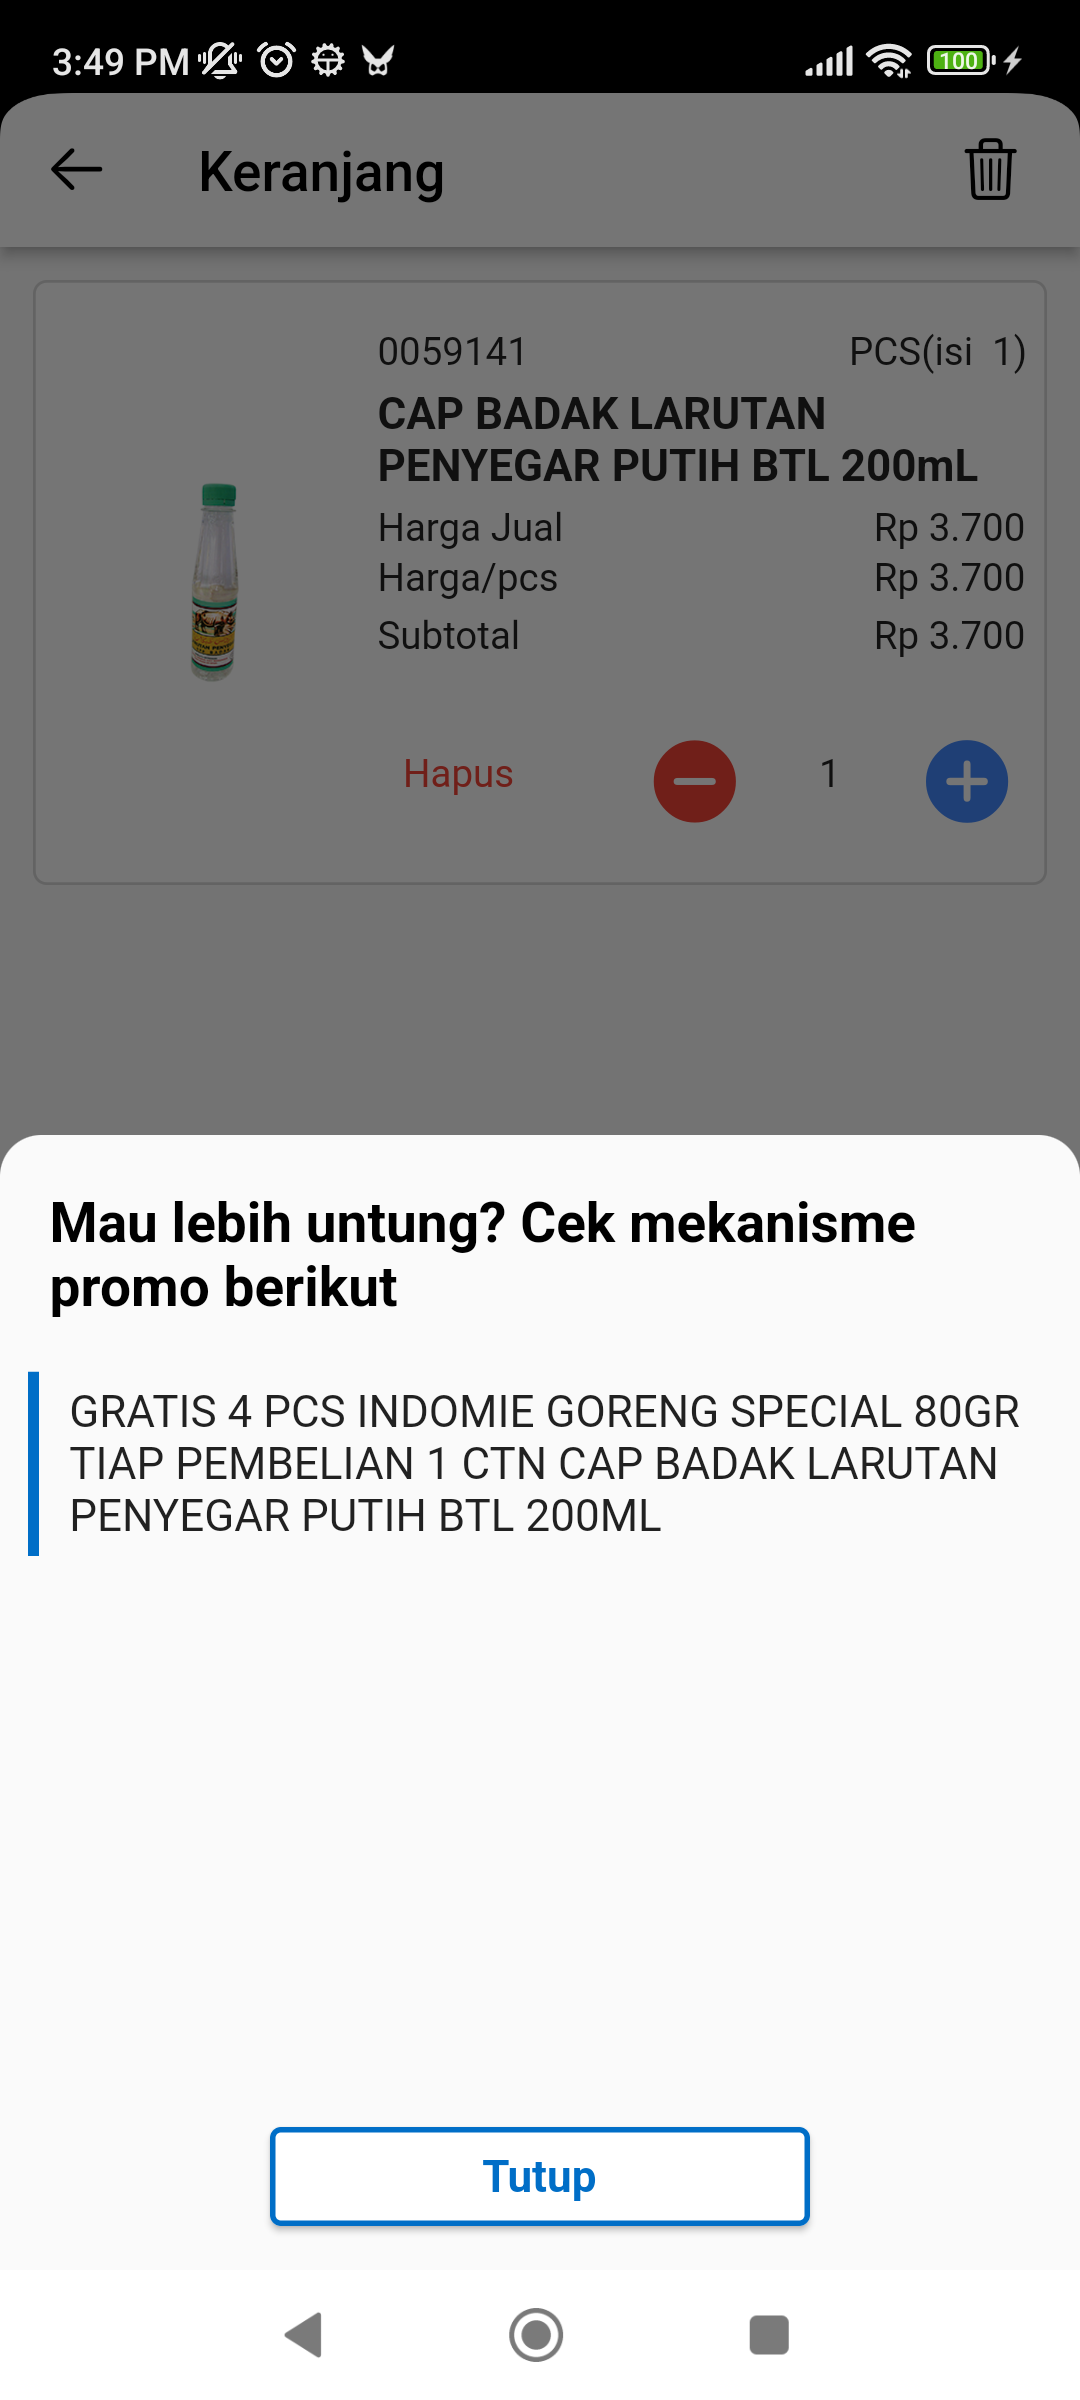 3:49 PM
100
Keranjang
0059141 PCS(isi 1)
CAP BADAK LARUTAN
PENYEGAR PUTIH BTL 200mL
Harga Jual Rp 3.700
Harga/pcs Rp 3.700
Subtotal Rp 3.700
Hapus 1
Mau lebih untung? Cek mekanisme
promo berikut
GRATIS 4 PCS INDOMIE GORENG SPECIAL 80GR
TIAP PEMBELIAN 1 CTN CAP BADAK LARUTAN
PENYEGAR PUTIH BTL 200ML
Tutup